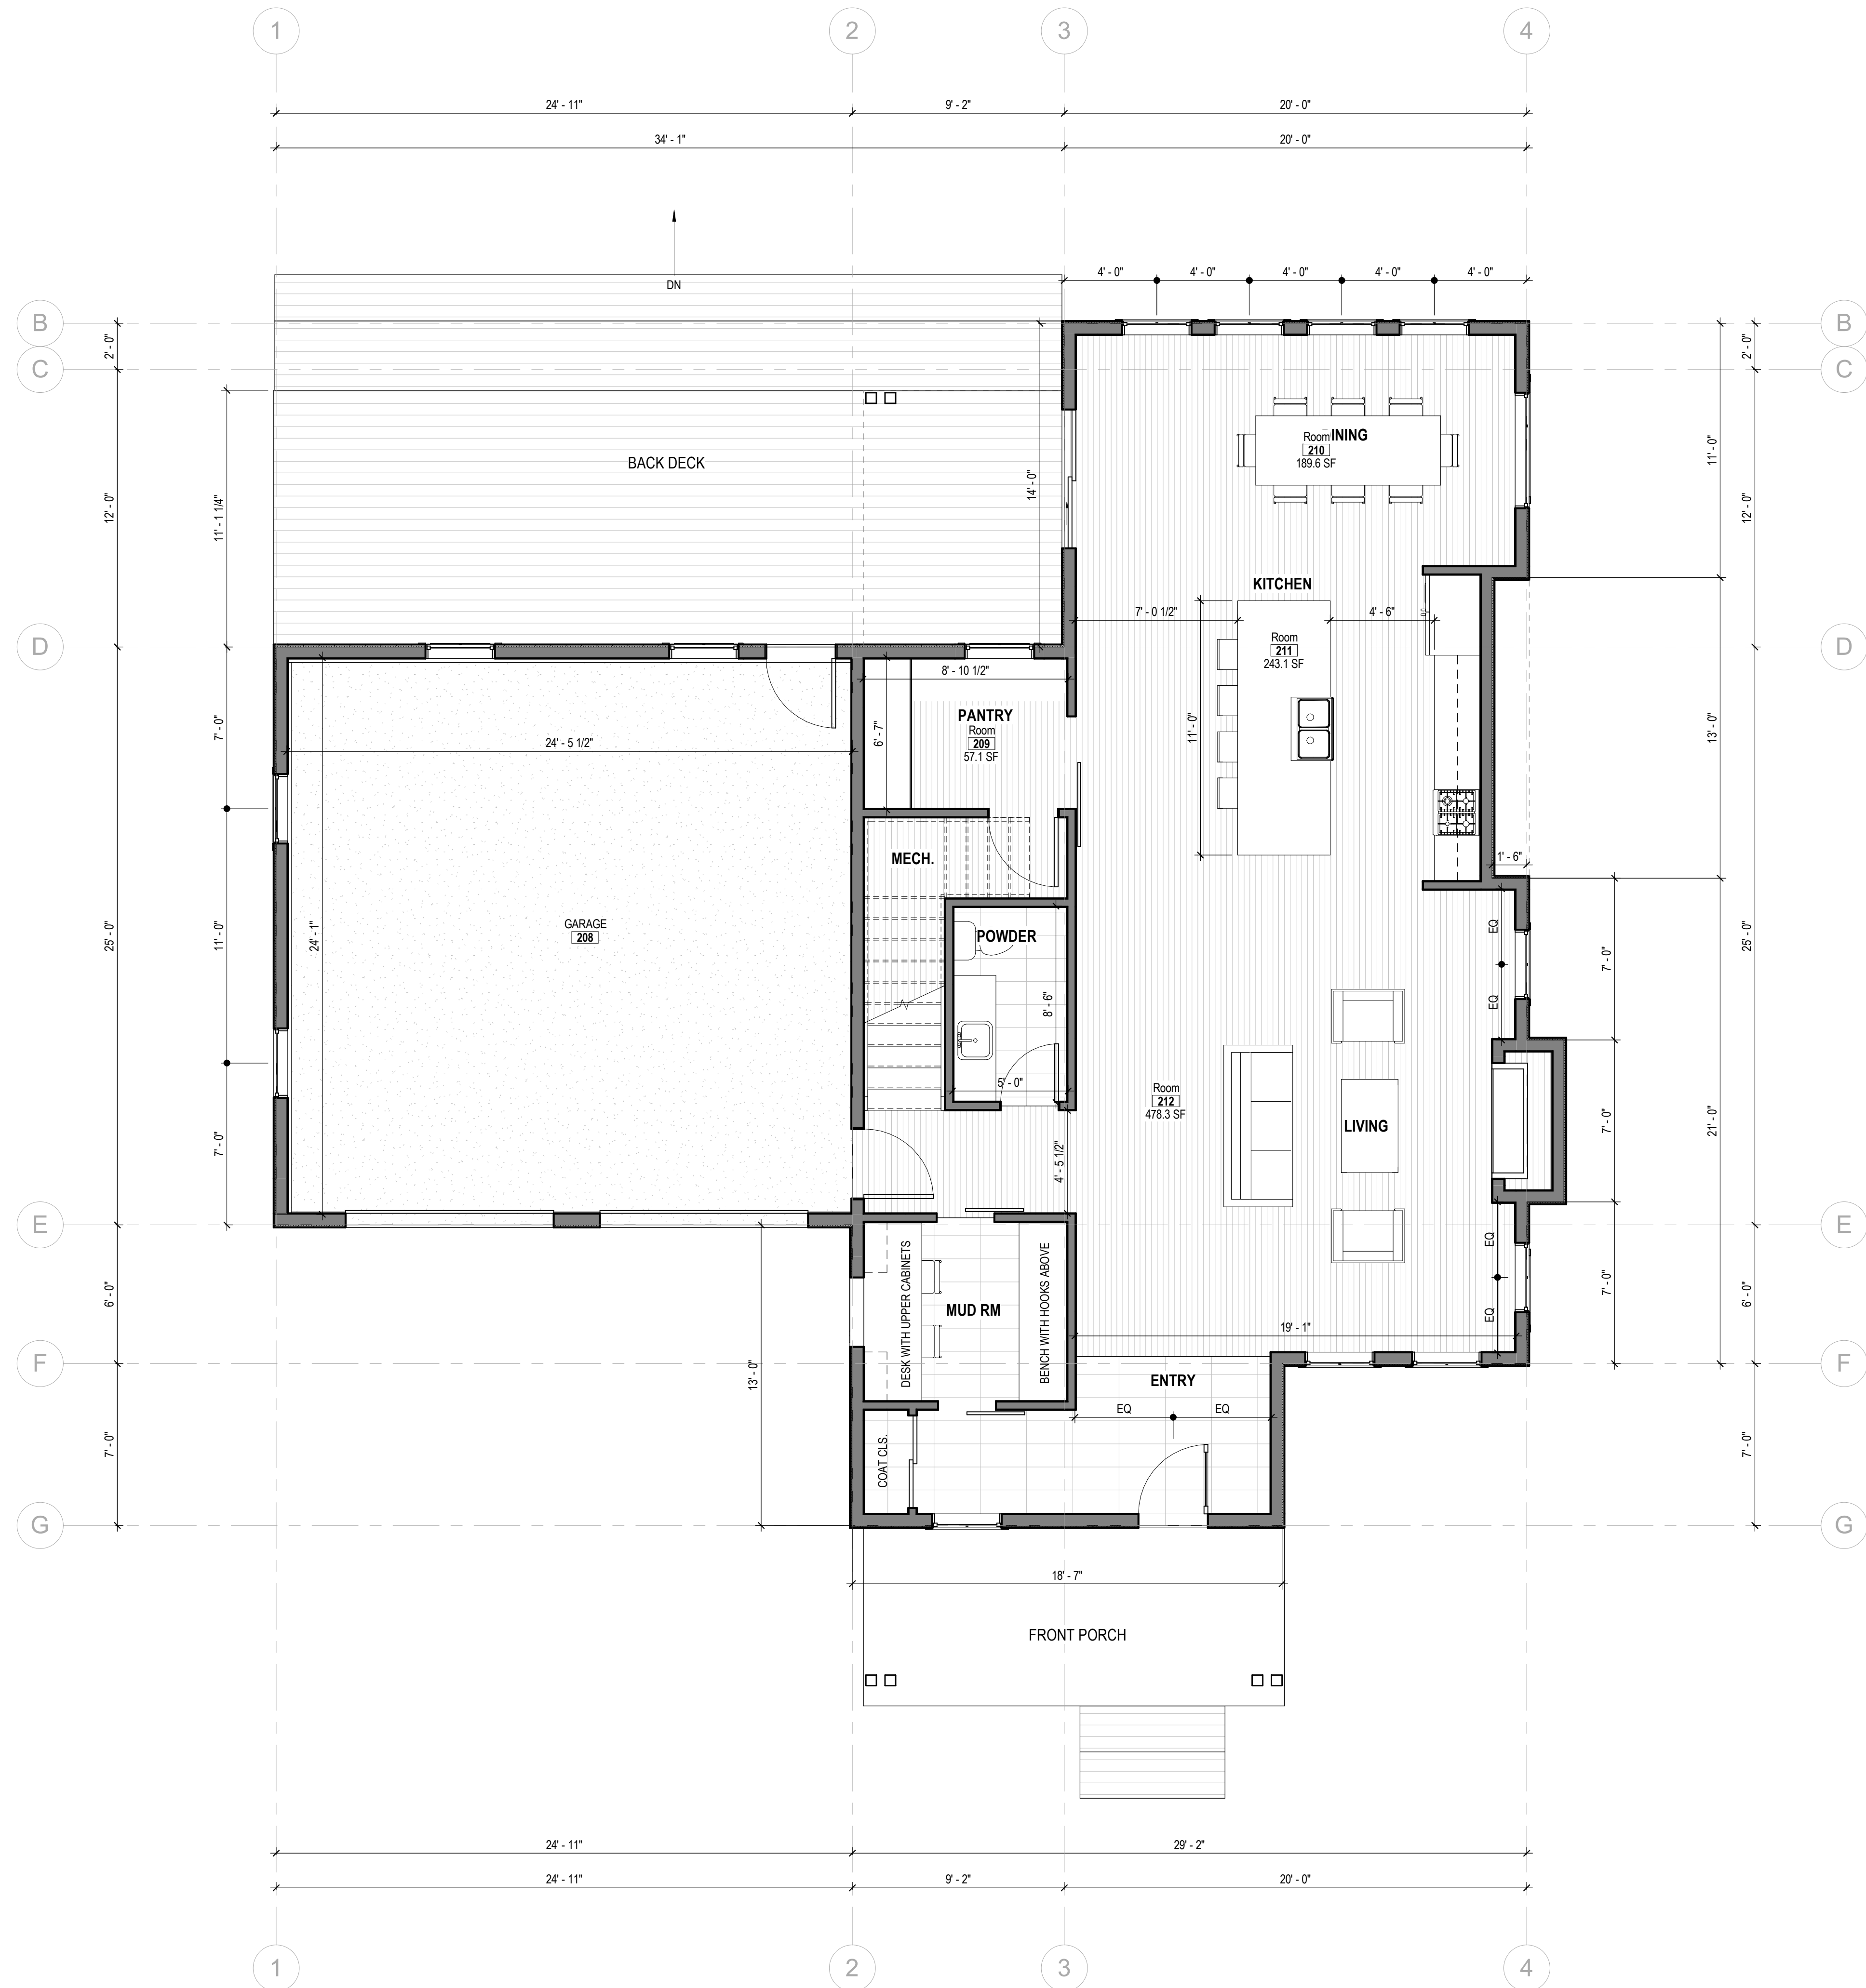 1
2
3
4
24' - 11"
9' - 2"
20' - 0"
34' - 1"
20' - 0"
DN
4' - 0"
4' - 0"
4' - 0"
4' - 0"
4' - 0"
B
B
2' - 0"
2' - 0"
C
C
12' - 0"
11' - 1 1/4"
BACK DECK
14' - 0"
INING
Room
210
189.6 SF
11' - 0"
12' - 0"
KITCHEN
7' - 0 1/2"
4' - 6"
D
D
Room
211
243.1 SF
8' - 10 1/2"
PANTRY
Room
209
57.1 SF
6' - 7"
7' - 0"
24' - 5 1/2"
11' - 0"
13' - 0"
MECH.
1' - 6"
GARAGE
208
24' - 1"
11' - 0"
25' - 0"
POWDER
EQ
EQ
7' - 0"
25' - 0"
8' - 6"
5' - 0"
Room
212
478.3 SF
LIVING
7' - 0"
21' - 0"
7' - 0"
4' - 5 1/2"
E
E
DESK WITH UPPER CABINETS
MUD RM
BENCH WITH HOOKS ABOVE
EQ
EQ
7' - 0"
6' - 0"
6' - 0"
19' - 1"
13' - 0"
F
F
ENTRY
EQ
EQ
COAT CLS.
7' - 0"
7' - 0"
G
G
18' - 7"
FRONT PORCH
24' - 11"
29' - 2"
24' - 11"
9' - 2"
20' - 0"
1
2
3
4